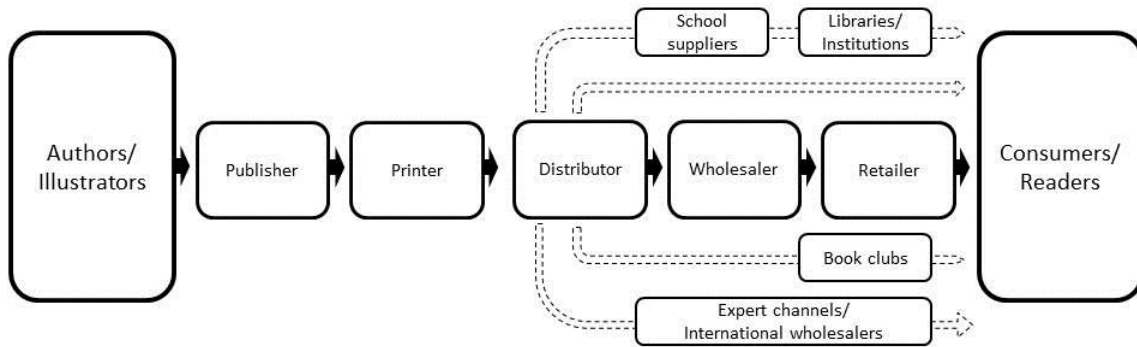 School
suppliers
Libraries/
Institutions
Authors/
Illustrators
Publisher
Printer
Distributor
Wholesaler
Retailer
Consumers/
Readers
Book clubs
Expert channels/
International wholesalers